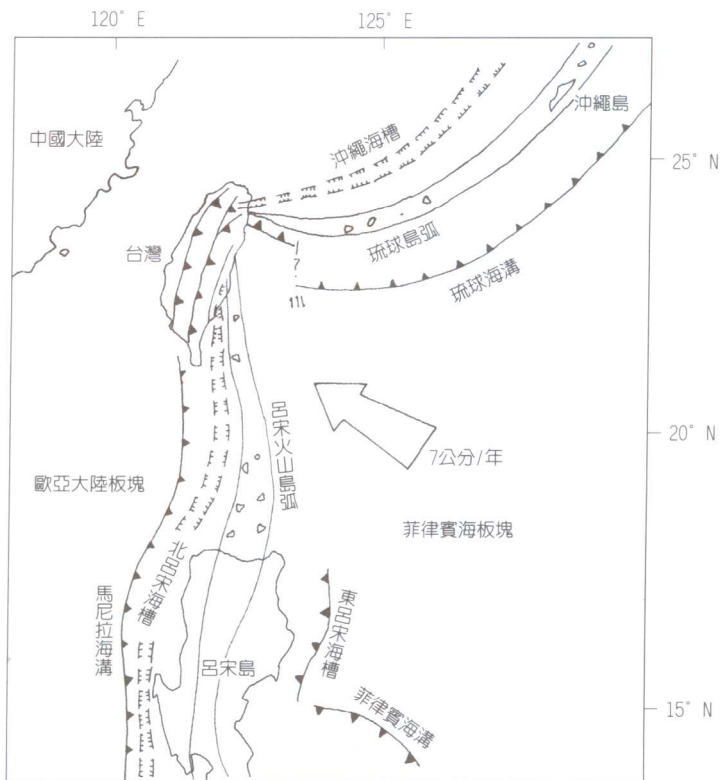 120° E
125° E
中國大陸
沖繩海槽
沖繩島
25° N
台灣
琉球島弧
琉球海溝
呂宋火山島弧
20° N
7公分/年
歐亞大陸板塊
菲律賓海板塊
北呂宋海槽
馬尼拉海溝
東呂宋海槽
呂宋島
菲律賓海溝
15° N